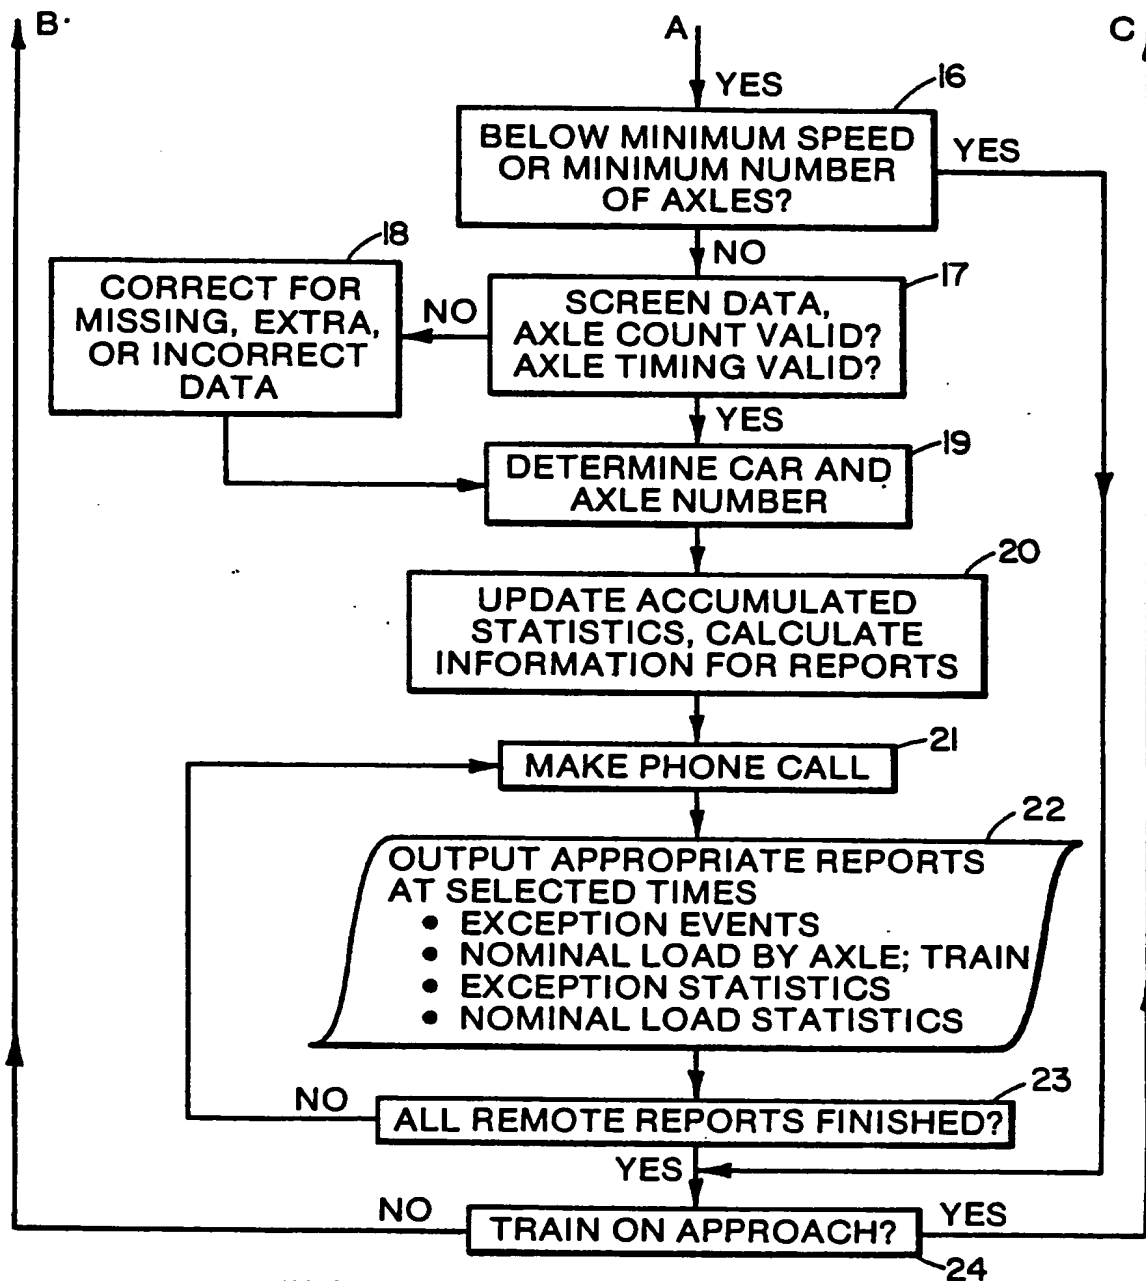 B
A
C
YES
16
BELOW MINIMUM SPEED
OR MINIMUM NUMBER
OF AXLES?
YES
NO
18
CORRECT FOR
MISSING, EXTRA,
OR INCORRECT
DATA
NO
17
SCREEN DATA,
AXLE COUNT VALID?
AXLE TIMING VALID?
YES
19
DETERMINE CAR AND
AXLE NUMBER
20
UPDATE ACCUMULATED
STATISTICS, CALCULATE
INFORMATION FOR REPORTS
21
MAKE PHONE CALL
22
OUTPUT APPROPRIATE REPORTS
AT SELECTED TIMES
• EXCEPTION EVENTS
• NOMINAL LOAD BY AXLE; TRAIN
• EXCEPTION STATISTICS
• NOMINAL LOAD STATISTICS
23
NO
ALL REMOTE REPORTS FINISHED?
YES
NO
TRAIN ON APPROACH?
YES
24